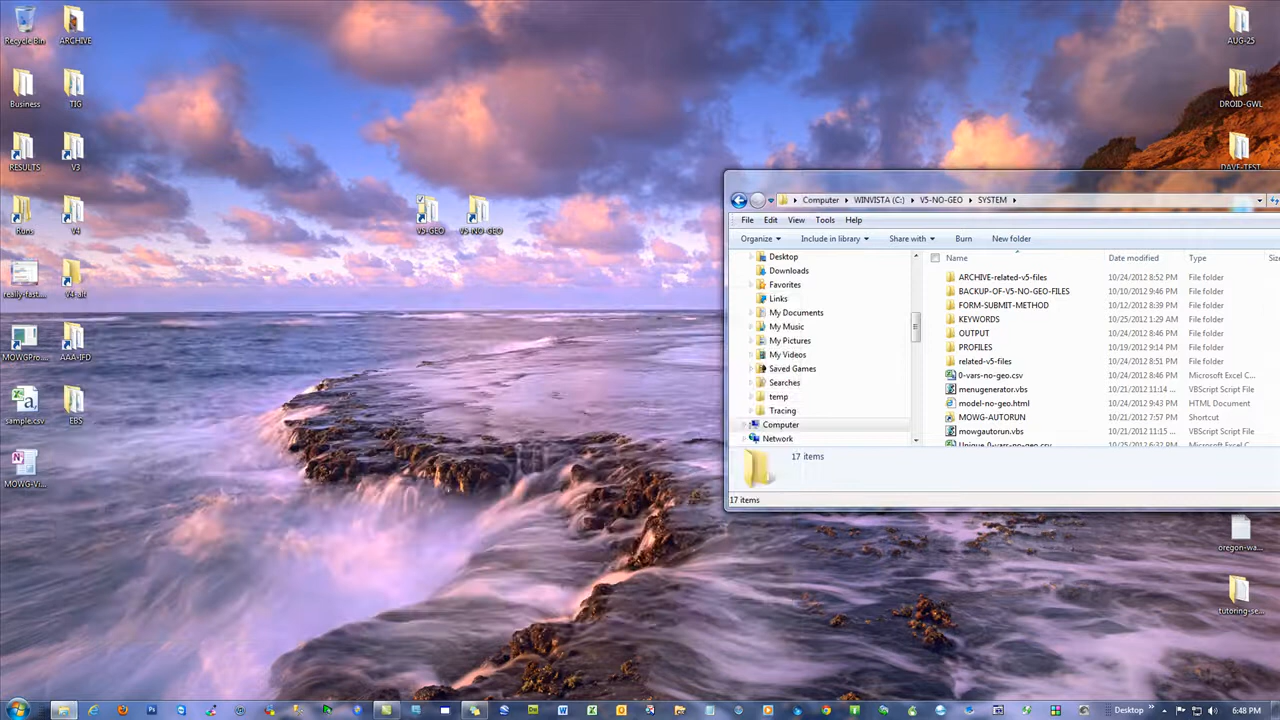 Recycle Bin
ARCHIVE
Business
TIG
RESULTS
V3
Runs
V4
really-fast...
V4-alt
MOWGPro...
AAA-IFD
sample.csv
EBS
MOWG-Vi...
V5-GEO
V5-NO-GEO
AUG-25
DROID-GWL
DAVE-TEST
oregon-wa...
tutoring-se...
Computer
WINVISTA (C:)
V5-NO-GEO
SYSTEM
File Edit View Tools Help
Organize Include in library Share with Burn New folder
Desktop
Downloads
Favorites
Links
My Documents
My Music
My Pictures
My Videos
Saved Games
Searches
temp
Tracing
Computer
Network
Name Date modified Type
ARCHIVE-related-v5-files 10/24/2012 8:52 PM File folder
BACKUP-OF-V5-NO-GEO-FILES 10/10/2012 9:46 PM File folder
FORM-SUBMIT-METHOD 10/12/2012 8:39 PM File folder
KEYWORDS 10/25/2012 1:29 AM File folder
OUTPUT 10/24/2012 8:46 PM File folder
PROFILES 10/19/2012 9:14 PM File folder
related-v5-files 10/24/2012 8:51 PM File folder
0-vars-no-geo.csv 10/24/2012 8:46 PM Microsoft Excel C...
menugenerator.vbs 10/21/2012 11:14 ... VBScript Script File
model-no-geo.html 10/24/2012 9:43 PM HTML Document
MOWG-AUTORUN 10/21/2012 7:57 PM Shortcut
mowgautorun.vbs 10/21/2012 11:15 ... VBScript Script File
Unique 0-vars-no-geo.csv 10/25/2012 6:32 PM Microsoft Excel C...
17 items
17 items
Desktop
6:48 PM